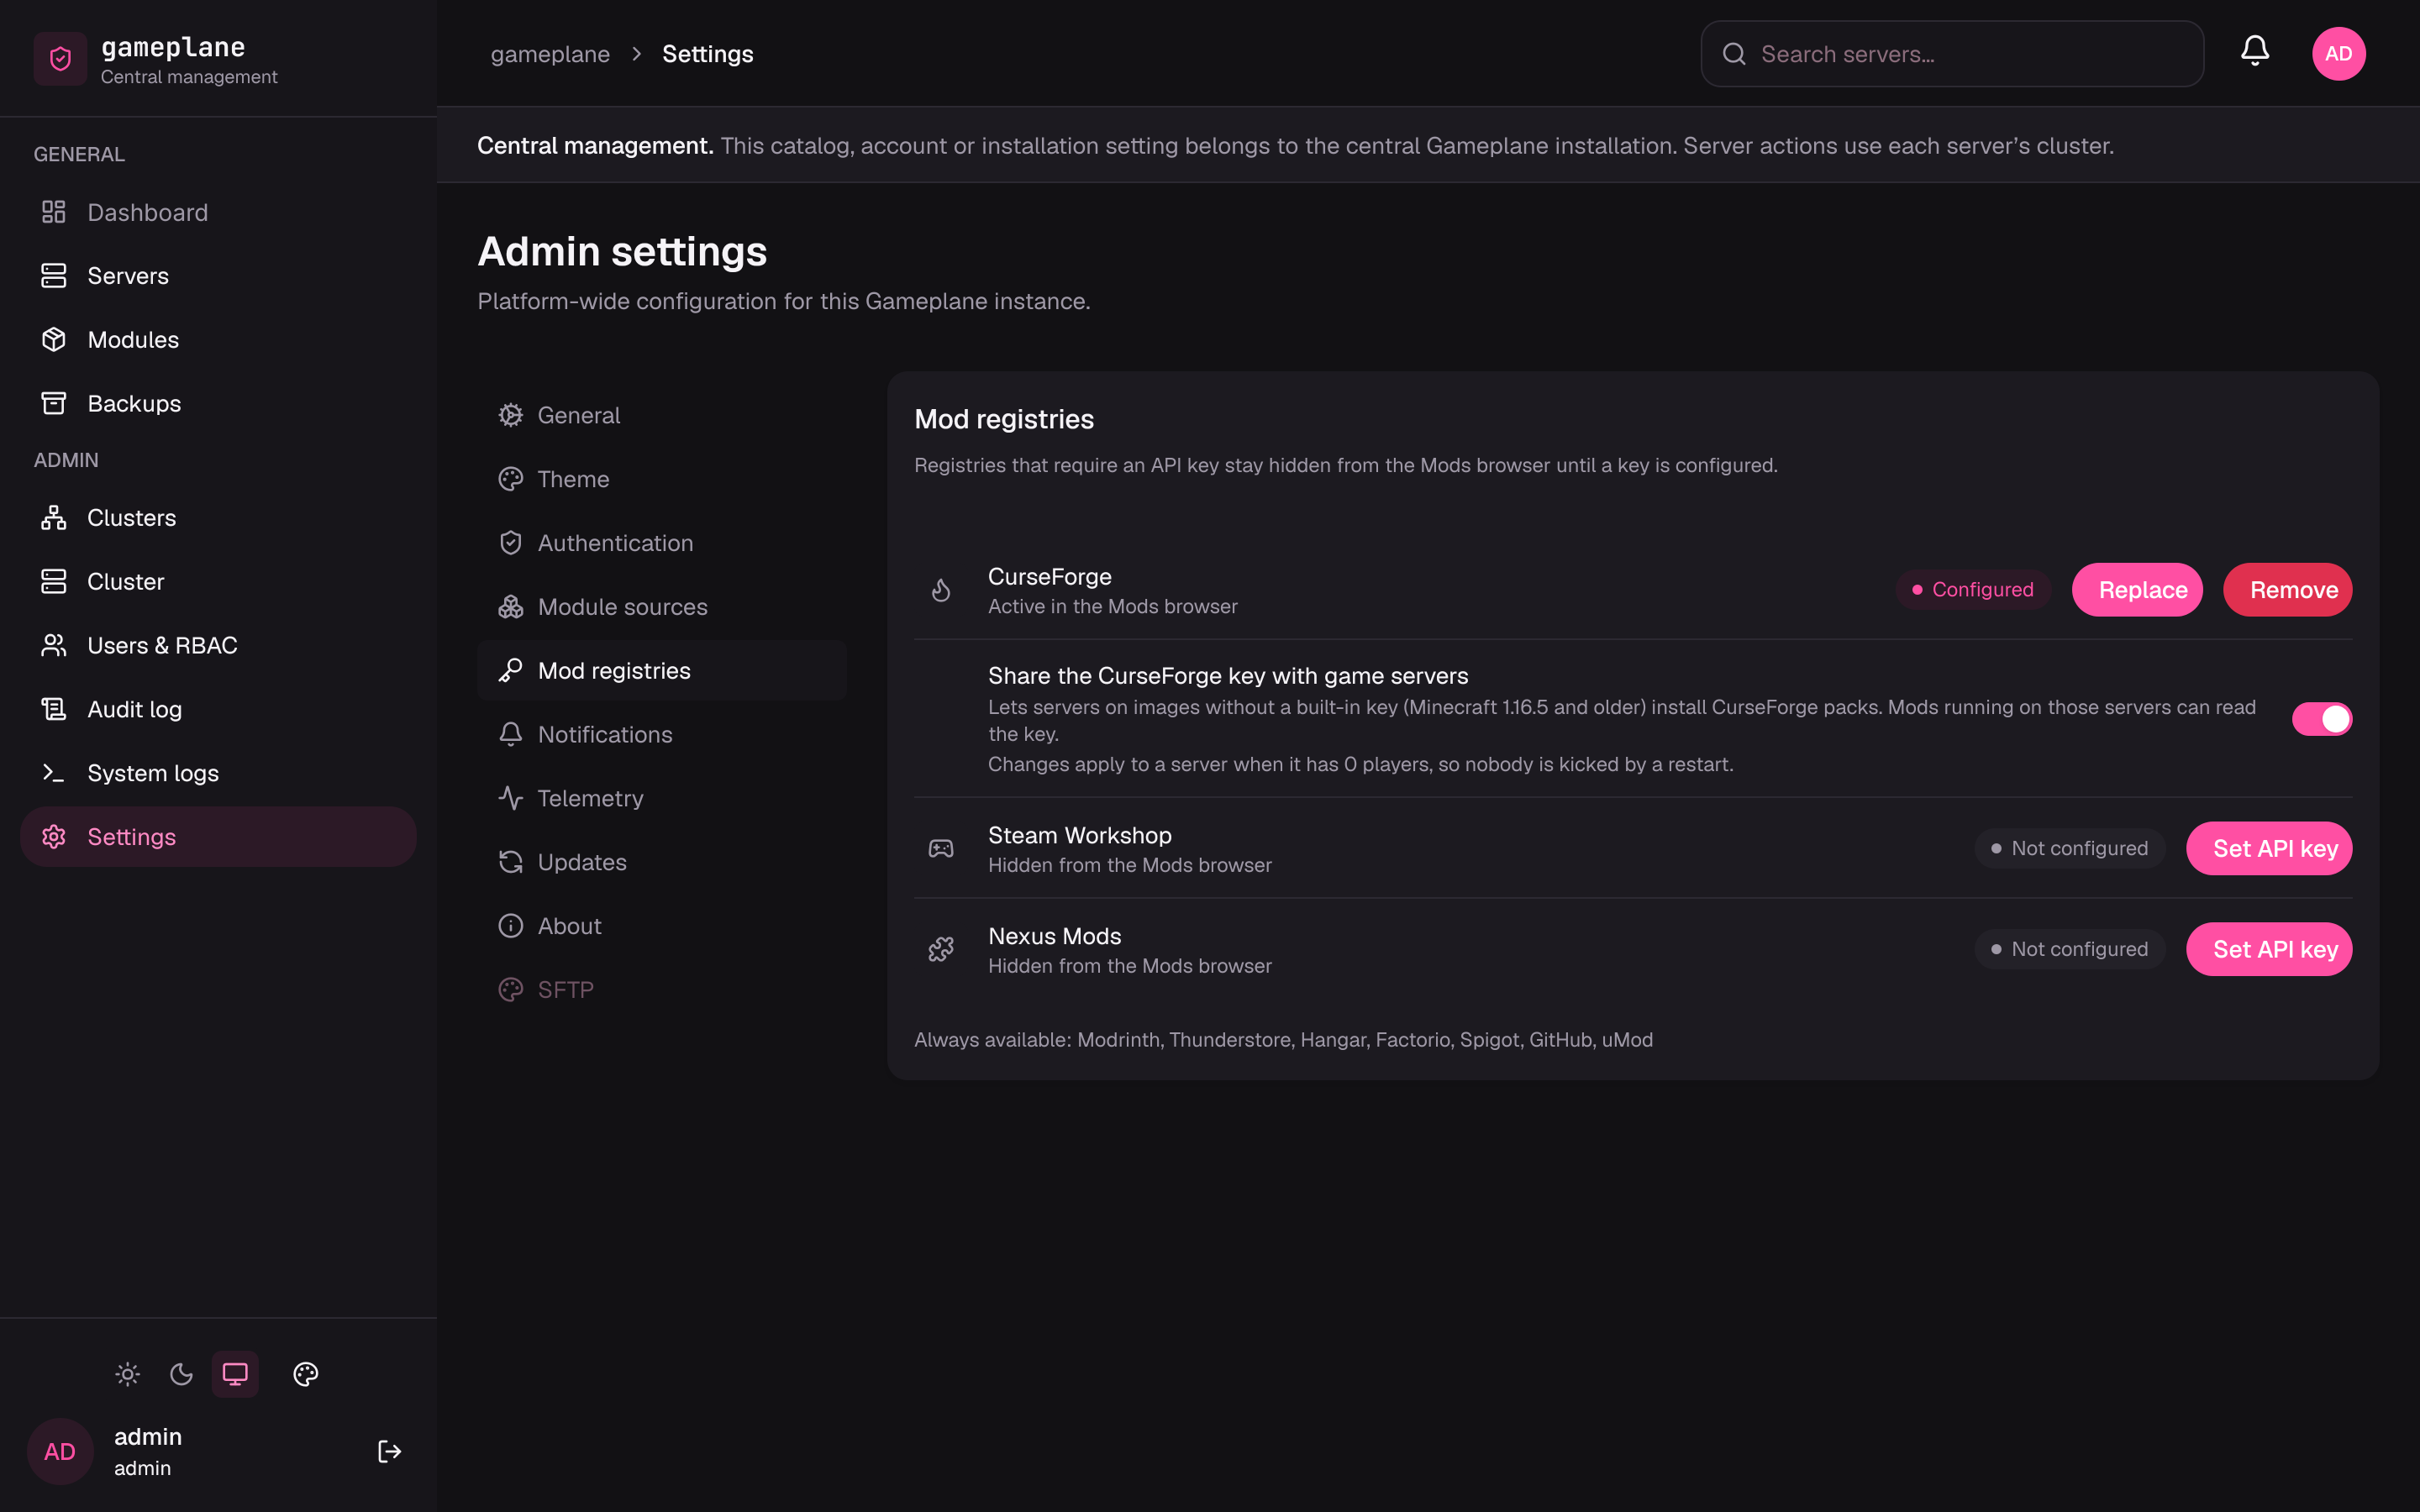 gameplane
Central management
GENERAL
Dashboard
Servers
Modules
Backups
ADMIN
Clusters
Cluster
Users & RBAC
Audit log
System logs
Settings
AD
admin
admin
gameplane > Settings
Search servers...
AD
Central management. This catalog, account or installation setting belongs to the central Gameplane installation. Server actions use each server’s cluster.
Admin settings
Platform-wide configuration for this Gameplane instance.
General
Theme
Authentication
Module sources
Mod registries
Notifications
Telemetry
Updates
About
SFTP
Mod registries
Registries that require an API key stay hidden from the Mods browser until a key is configured.
CurseForge
Active in the Mods browser
Configured
Replace
Remove
Share the CurseForge key with game servers
Lets servers on images without a built-in key (Minecraft 1.16.5 and older) install CurseForge packs. Mods running on those servers can read
the key.
Changes apply to a server when it has 0 players, so nobody is kicked by a restart.
Steam Workshop
Hidden from the Mods browser
Not configured
Set API key
Nexus Mods
Hidden from the Mods browser
Not configured
Set API key
Always available: Modrinth, Thunderstore, Hangar, Factorio, Spigot, GitHub, uMod